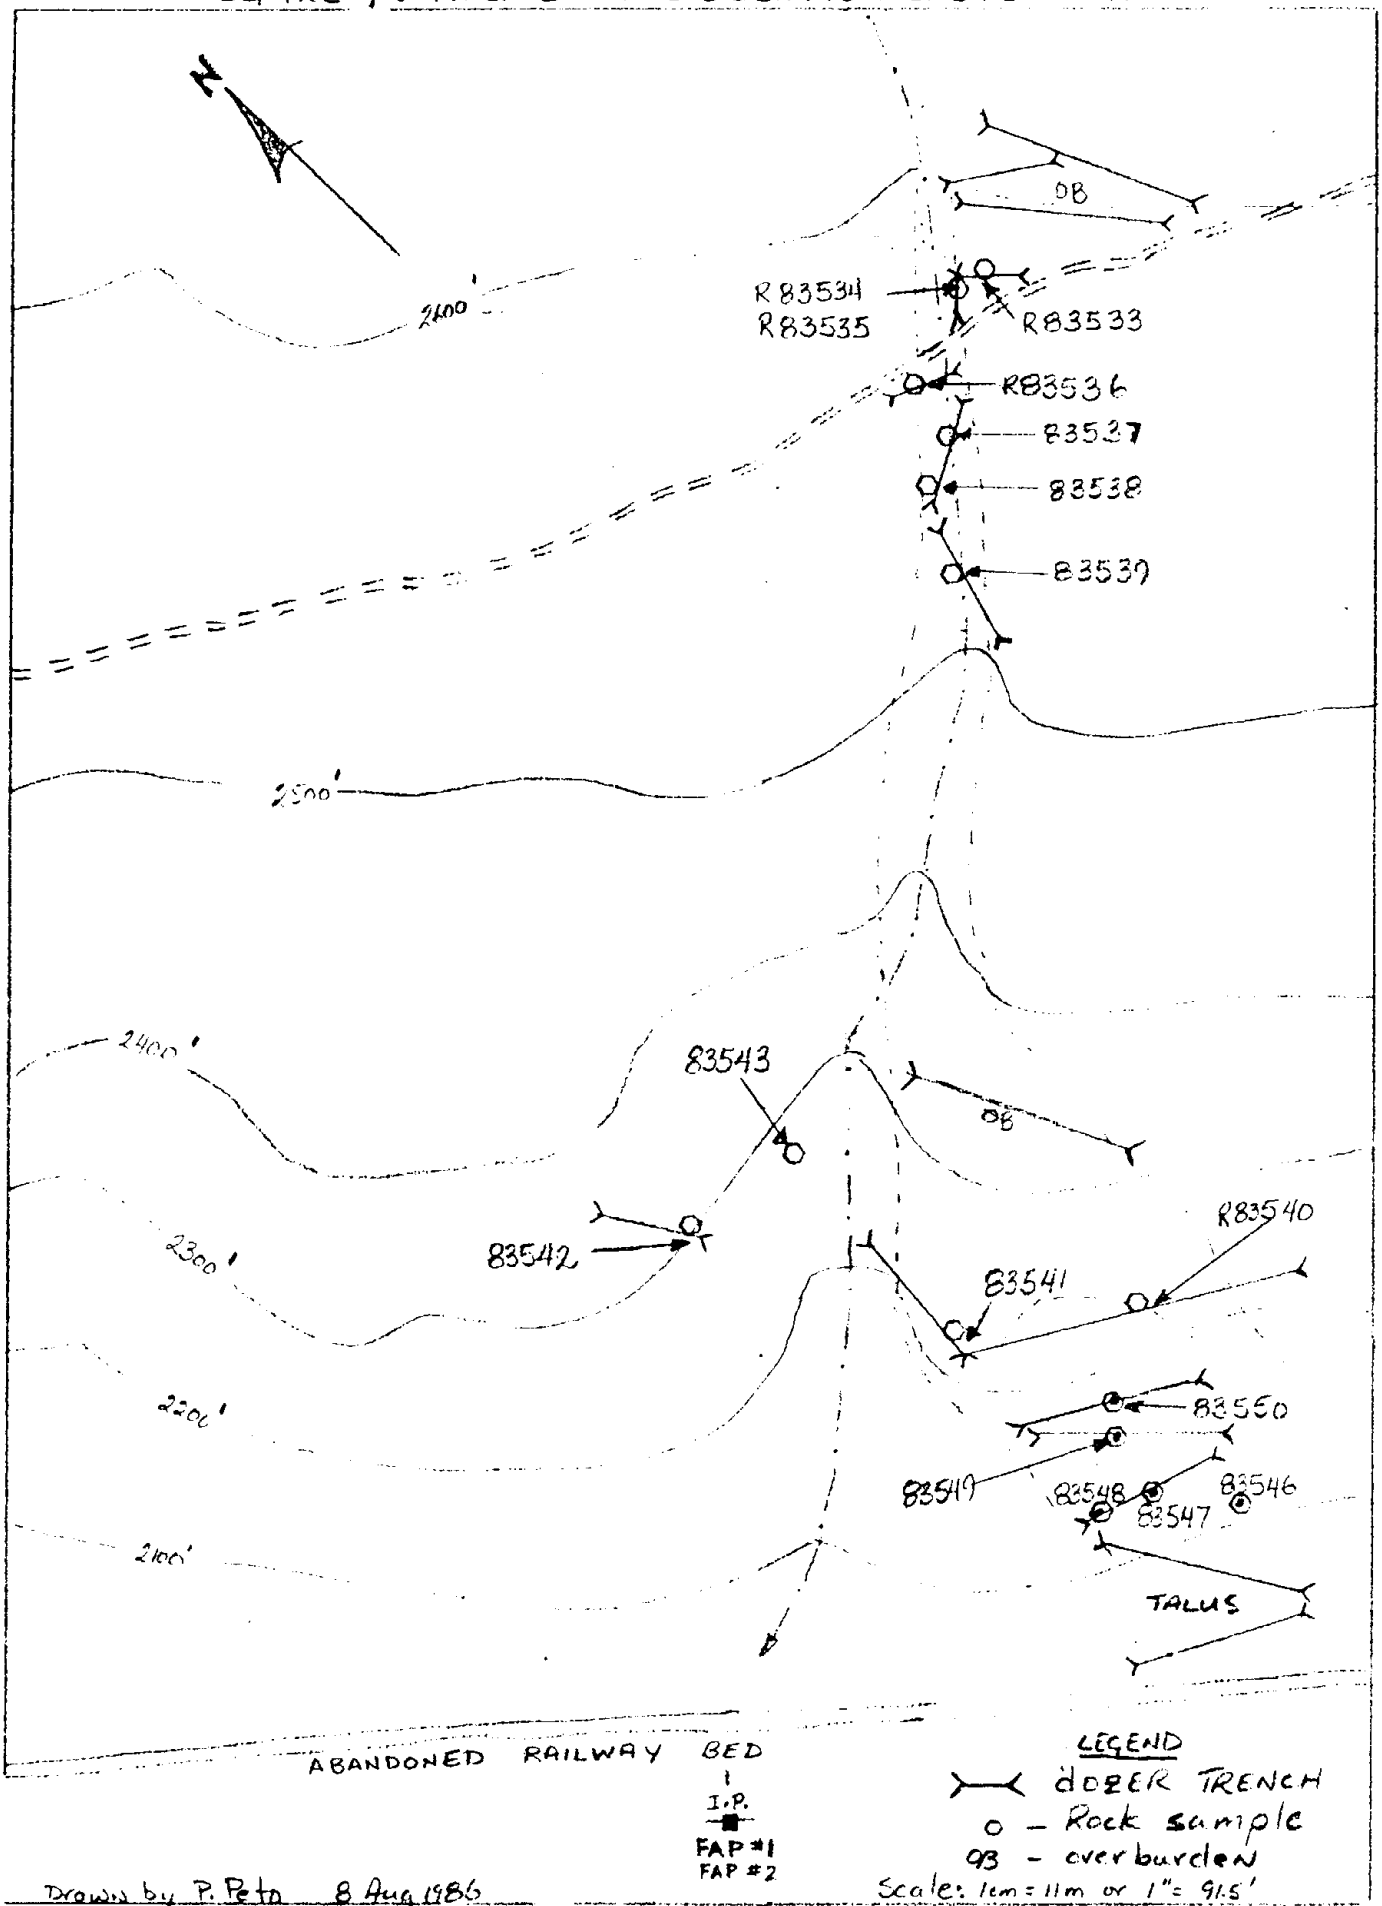 N
OB
2600'
R83534
R83535
R83533
R83536
83537
83538
83539
2500'
2400'
83543
OB
2300'
83542
R83540
83541
2200'
83550
83549
83548
83547
83546
2100'
TALUS
ABANDONED RAILWAY BED
I.P.
FAP #1
FAP #2
LEGEND
dOZER TRENCH
o - Rock sample
OB - overburden
Scale: 1cm = 11m or 1" = 91.5'
Drawn by P. Peto 8 Aug 1986